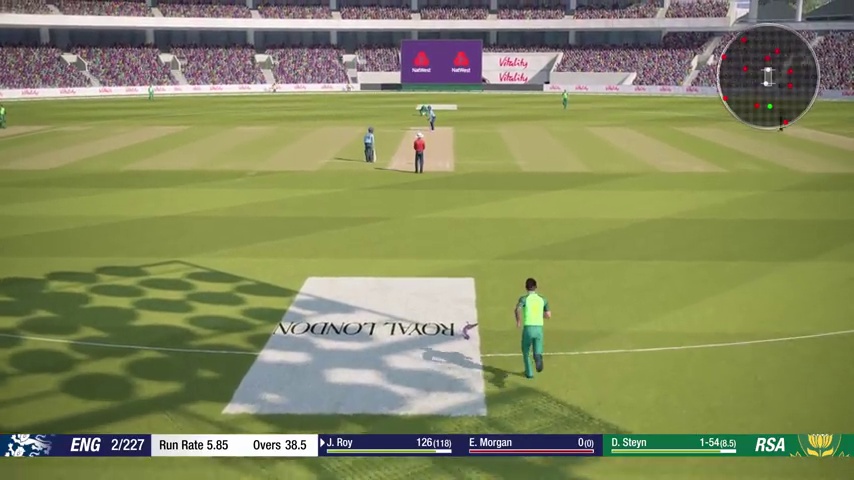 NatWest NatWest
Vitality
Vitality
ROYAL LONDON
ENG 2/227 Run Rate 5.85 Overs 38.5 J. Roy 126(118) E. Morgan 0(0) D. Steyn 1-54(8.5) RSA